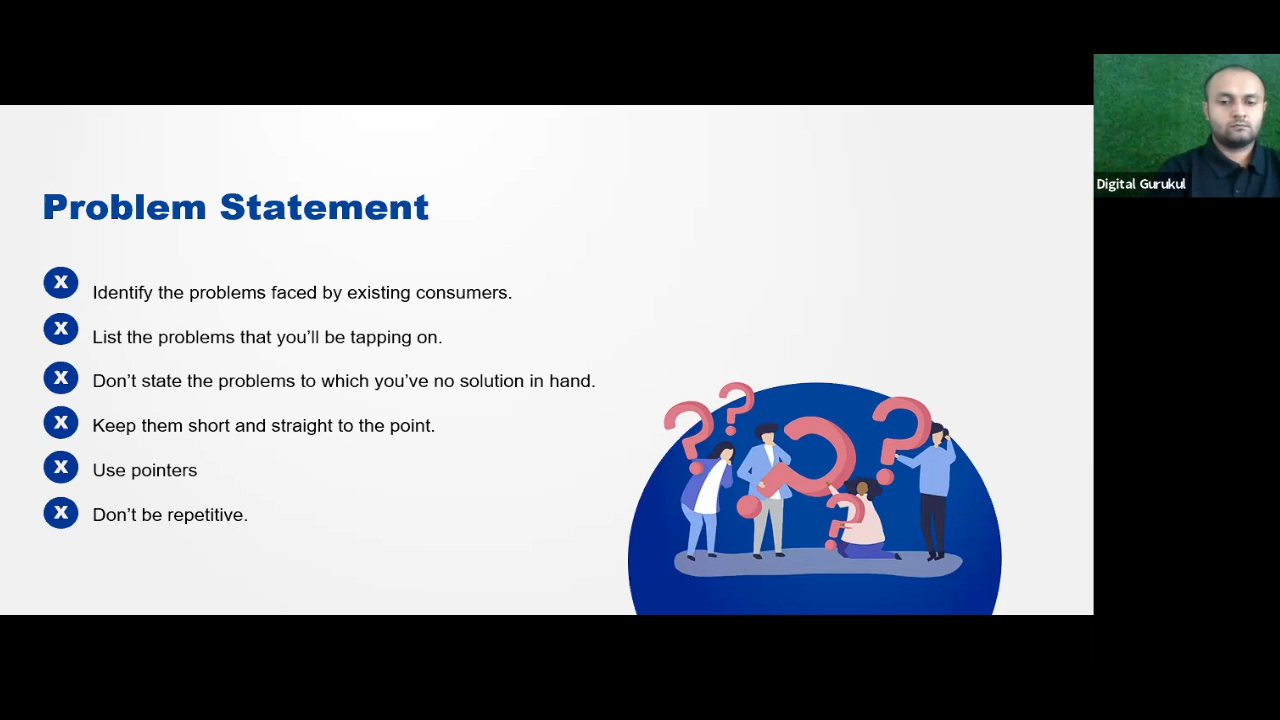 Problem Statement
X Identify the problems faced by existing consumers.
X List the problems that you’ll be tapping on.
X Don’t state the problems to which you’ve no solution in hand.
X Keep them short and straight to the point.
X Use pointers
X Don’t be repetitive.
Digital Gurukul